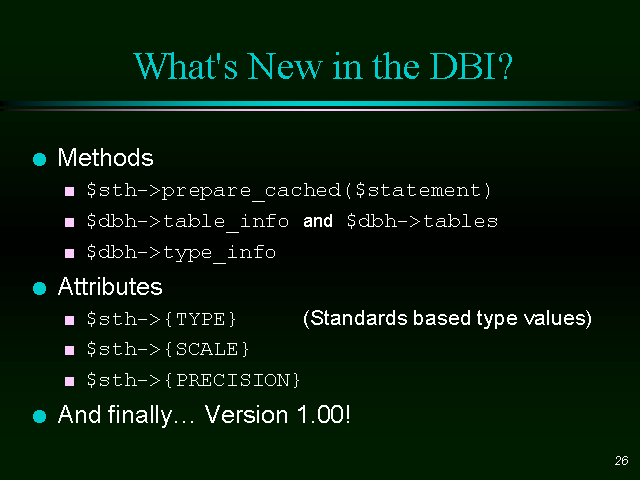 What's New in the DBI?
Methods
$sth->prepare_cached($statement)
$dbh->table_info and $dbh->tables
$dbh->type_info
Attributes
$sth->{TYPE} (Standards based type values)
$sth->{SCALE}
$sth->{PRECISION}
And finally… Version 1.00!
26